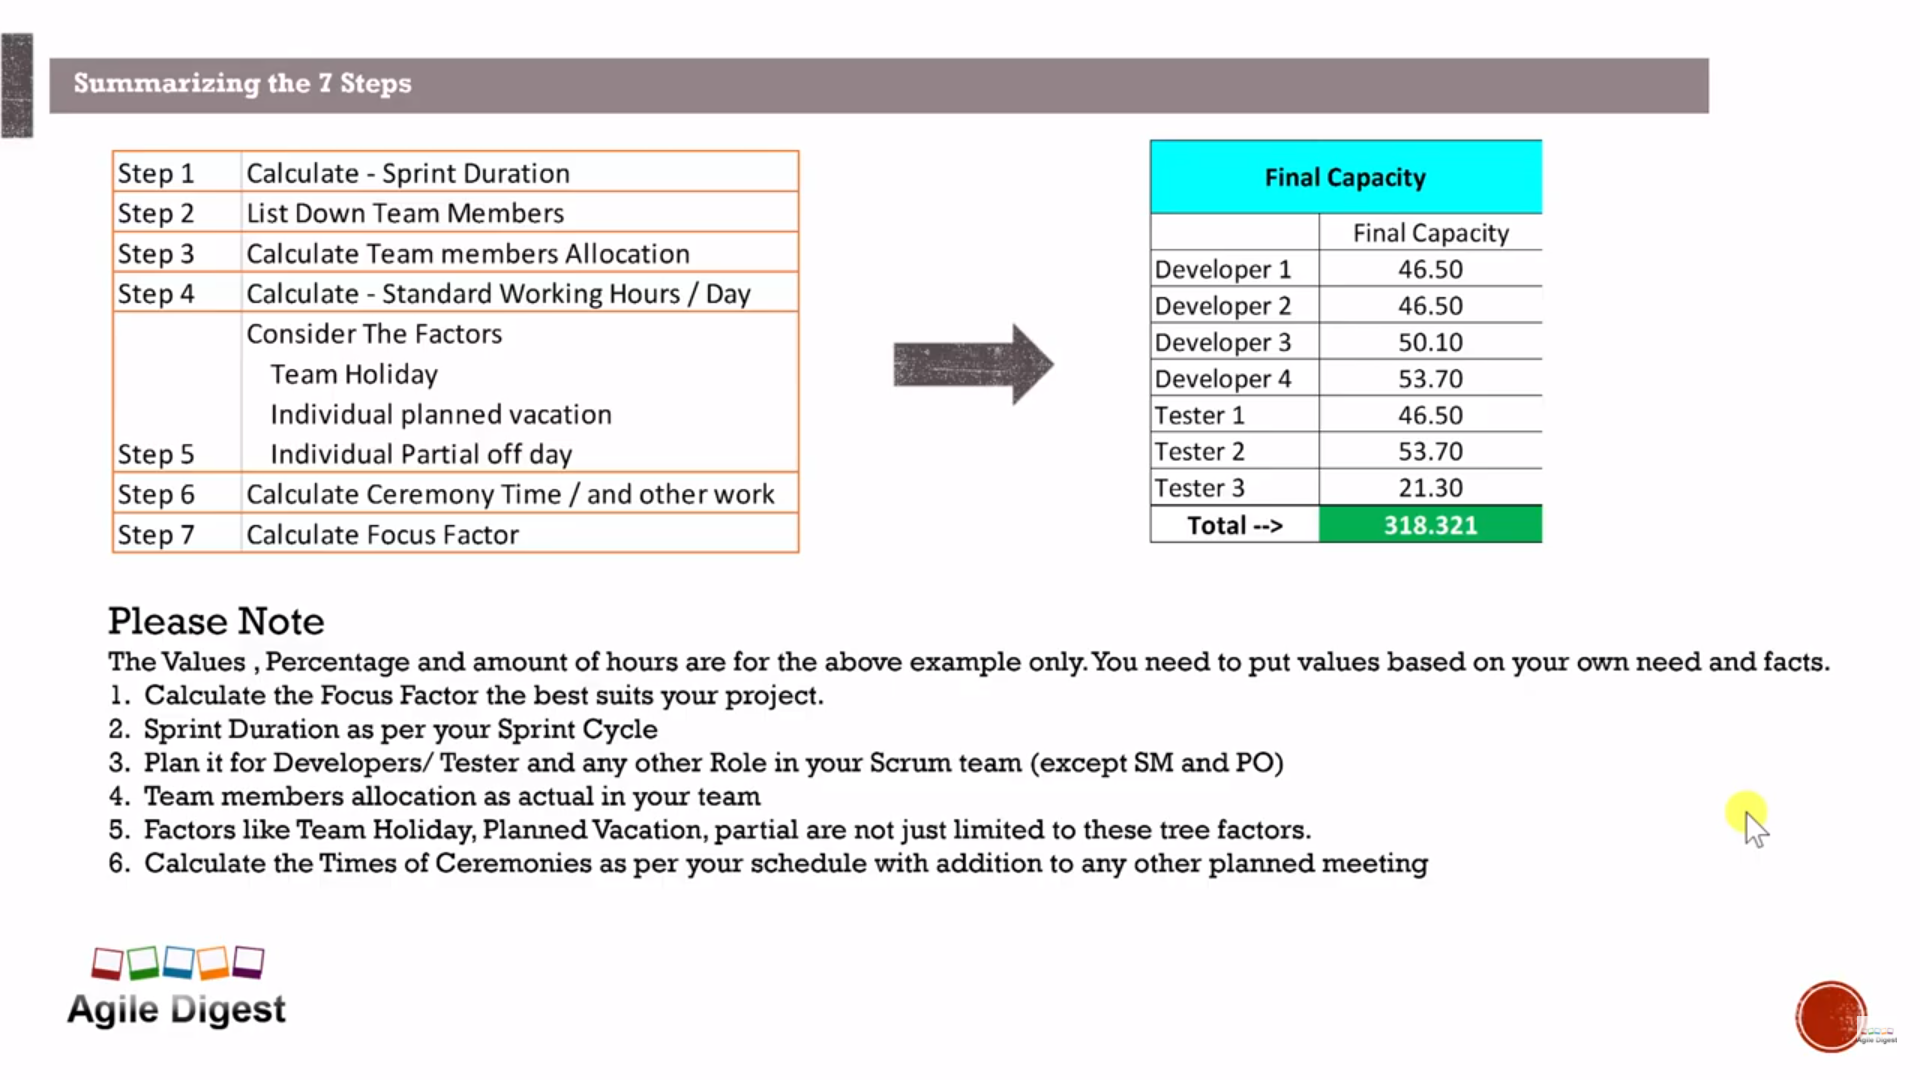 Summarizing the 7 Steps
Step 1 Calculate - Sprint Duration
Step 2 List Down Team Members
Step 3 Calculate Team members Allocation
Step 4 Calculate - Standard Working Hours / Day
Consider The Factors
Team Holiday
Individual planned vacation
Step 5 Individual Partial off day
Step 6 Calculate Ceremony Time / and other work
Step 7 Calculate Focus Factor
Final Capacity
Final Capacity
Developer 1 46.50
Developer 2 46.50
Developer 3 50.10
Developer 4 53.70
Tester 1 46.50
Tester 2 53.70
Tester 3 21.30
Total --> 318.321
Please Note
The Values , Percentage and amount of hours are for the above example only. You need to put values based on your own need and facts.
1. Calculate the Focus Factor the best suits your project.
2. Sprint Duration as per your Sprint Cycle
3. Plan it for Developers/ Tester and any other Role in your Scrum team (except SM and PO)
4. Team members allocation as actual in your team
5. Factors like Team Holiday, Planned Vacation, partial are not just limited to these tree factors.
6. Calculate the Times of Ceremonies as per your schedule with addition to any other planned meeting
Agile Digest
Agile Digest